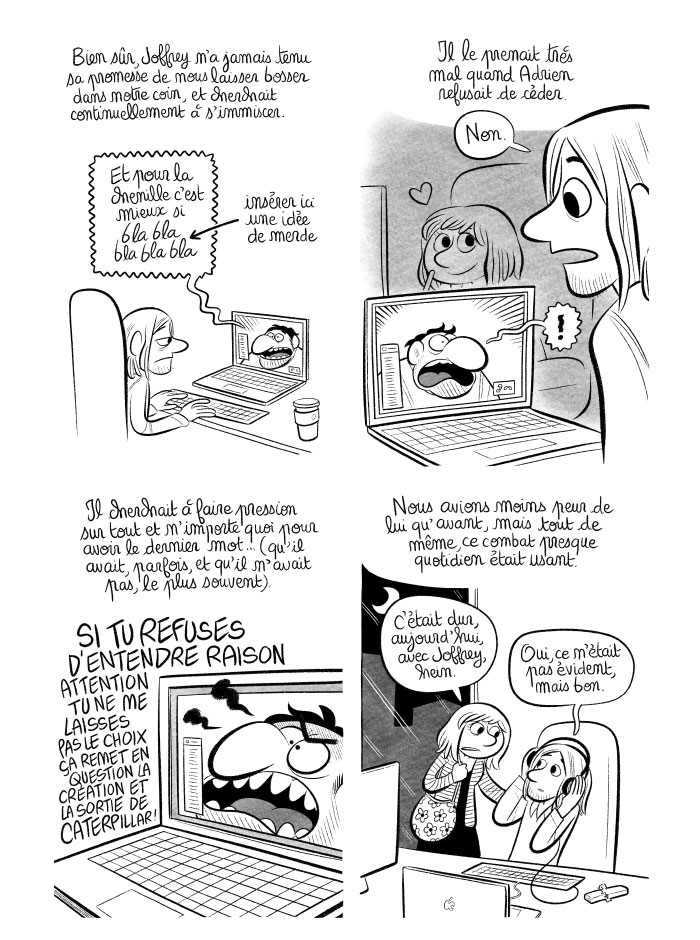 Bien sûr, Joffrey n'a jamais tenu
sa promesse de nous laisser bosser
dans notre coin, et cherchait
continuellement à s'immiscer.
Et pour la
chenille c'est
mieux si
bla bla
bla bla bla
insérer ici
une idée
de merde
Il le prenait très
mal quand Adrien
refusait de céder.
Non.
!
Il cherchait à faire pression
sur tout et n'importe quoi pour
avoir le dernier mot... (qu'il
avait, parfois, et qu'il n'avait
pas, le plus souvent).
SI TU REFUSES
D'ENTENDRE RAISON
ATTENTION
TU NE ME
LAISSES
PAS LE CHOIX
ÇA REMET EN
QUESTION LA
CRÉATION ET
LA SORTIE DE
CATERPILLAR!
Nous avions moins peur de
lui qu'avant, mais tout de
même, ce combat presque
quotidien était usant.
C'était dur,
aujourd'hui,
avec Joffrey,
hein.
Oui, ce n'était
pas évident,
mais bon.